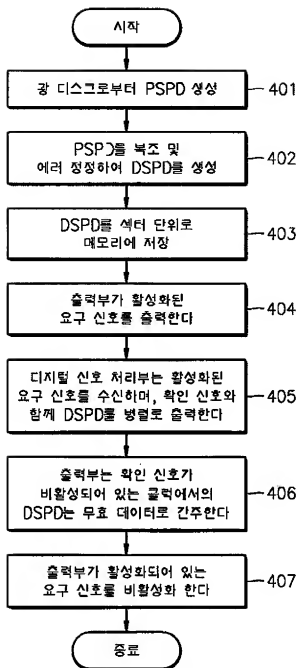 시작
광 디스크로부터 PSPD 생성
401
PSPD를 복조 및
에러 정정하여 DSPD를 생성
402
DSPD를 섹터 단위로
메모리에 저장
403
출력부가 활성화된
요구 신호를 출력한다
404
디지털 신호 처리부는 활성화된
요구 신호를 수신하며, 확인 신호와
함께 DSPD를 병렬로 출력한다
405
출력부는 확인 신호가
비활성되어 있는 클럭에서의
DSPD는 무효 데이터로 간주한다
406
출력부가 활성화되어 있는
요구 신호를 비활성화 한다
407
종료